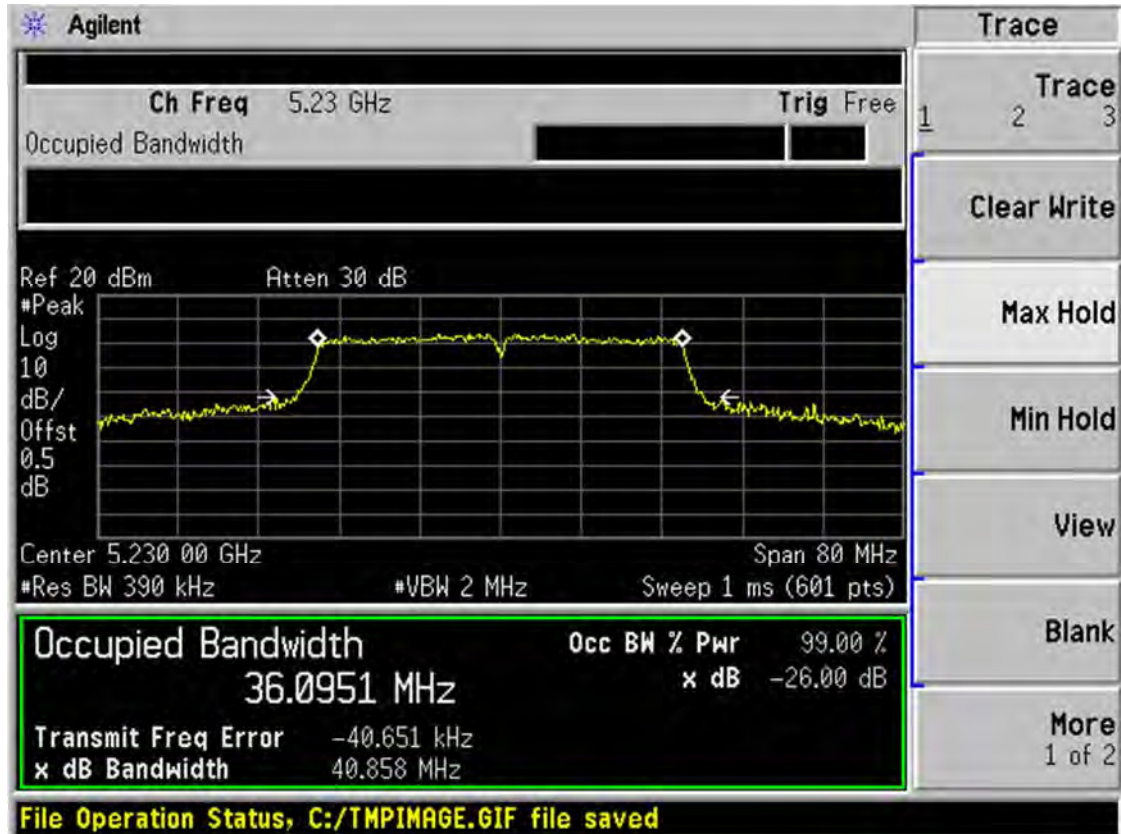 Agilent
Trace
Ch Freq 5.23 GHz
Trig Free
Occupied Bandwidth
Trace
1 2 3
Clear Write
Max Hold
Min Hold
View
Blank
More
1 of 2
Ref 20 dBm Atten 30 dB
#Peak
Log
10
dB/
Offst
0.5
dB
Center 5.230 00 GHz Span 80 MHz
#Res BW 390 kHz #VBW 2 MHz Sweep 1 ms (601 pts)
Occupied Bandwidth
36.0951 MHz
Occ BW % Pwr 99.00 %
x dB -26.00 dB
Transmit Freq Error -40.651 kHz
x dB Bandwidth 40.858 MHz
File Operation Status, C:/TMPIMAGE.GIF file saved